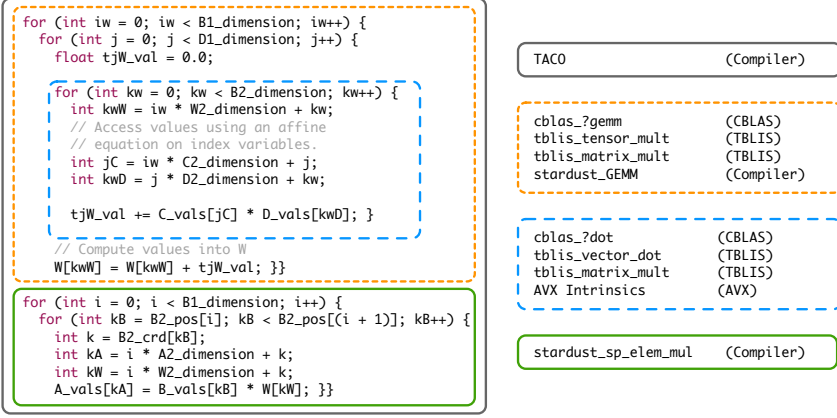 for (int iw = 0; iw < B1_dimension; iw++) {
for (int j = 0; j < D1_dimension; j++) {
float tjW_val = 0.0;
for (int kw = 0; kw < B2_dimension; kw++) {
int kwW = iw * W2_dimension + kw;
// Access values using an affine
// equation on index variables.
int jC = iw * C2_dimension + j;
int kwD = j * D2_dimension + kw;
tjW_val += C_vals[jC] * D_vals[kwD]; }
// Compute values into W
W[kwW] = W[kwW] + tjW_val; }}
for (int i = 0; i < B1_dimension; i++) {
for (int kB = B2_pos[i]; kB < B2_pos[(i + 1)]; kB++) {
int k = B2_crd[kB];
int kA = i * A2_dimension + k;
int kW = i * W2_dimension + k;
A_vals[kA] = B_vals[kB] * W[kW]; }}
TACO (Compiler)
cblas_?gemm (CBLAS)
tblis_tensor_mult (TBLIS)
tblis_matrix_mult (TBLIS)
stardust_GEMM (Compiler)
cblas_?dot (CBLAS)
tblis_vector_dot (TBLIS)
tblis_matrix_mult (TBLIS)
AVX Intrinsics (AVX)
stardust_sp_elem_mul (Compiler)